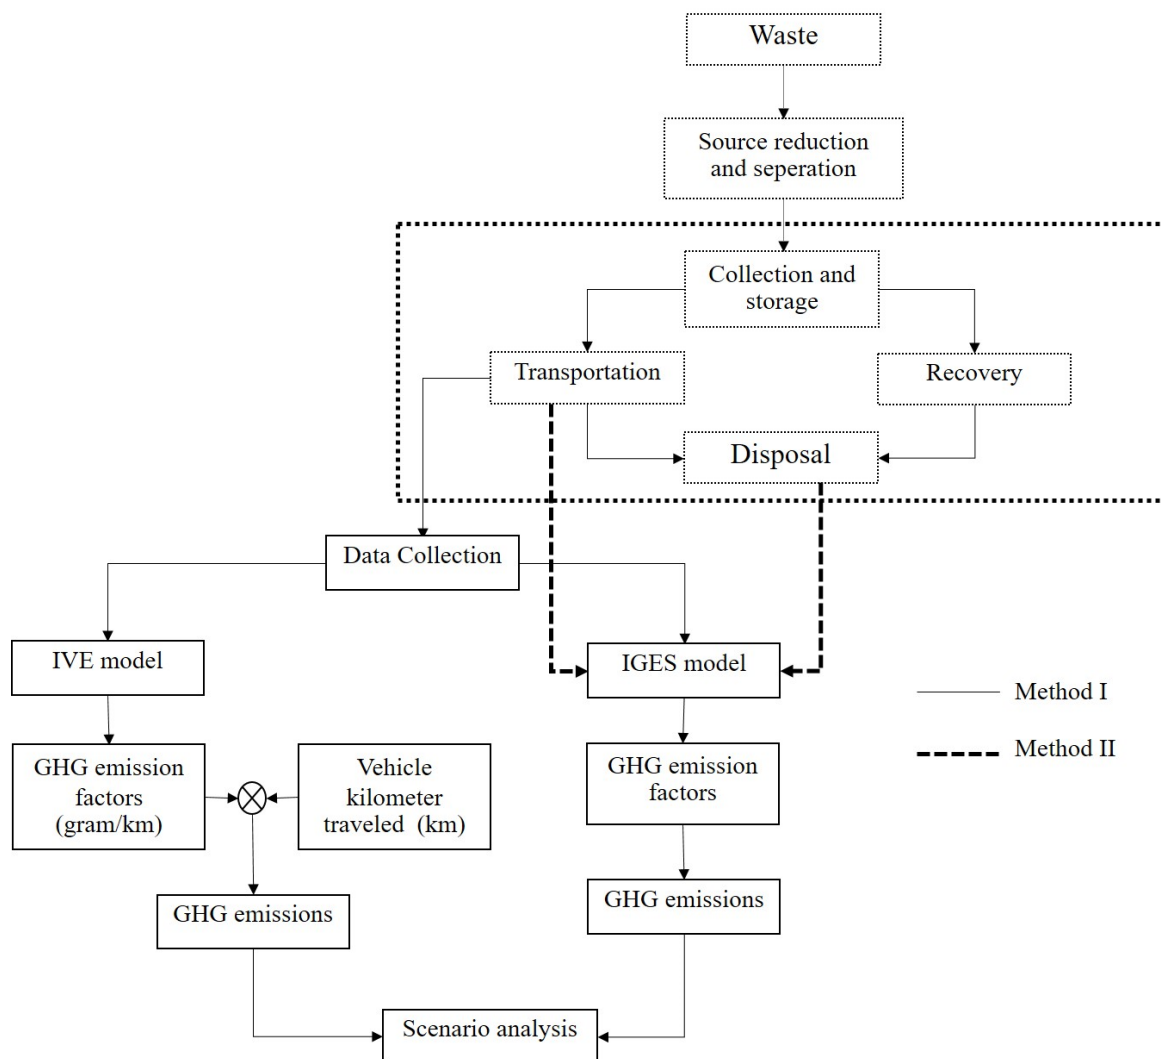 Waste
Source reduction
and seperation
Collection and
storage
Transportation
Recovery
Disposal
Data Collection
IVE model
IGES model
Method I
Method II
GHG emission
factors
(gram/km)
Vehicle
kilometer
traveled (km)
GHG emission
factors
GHG emissions
GHG emissions
Scenario analysis